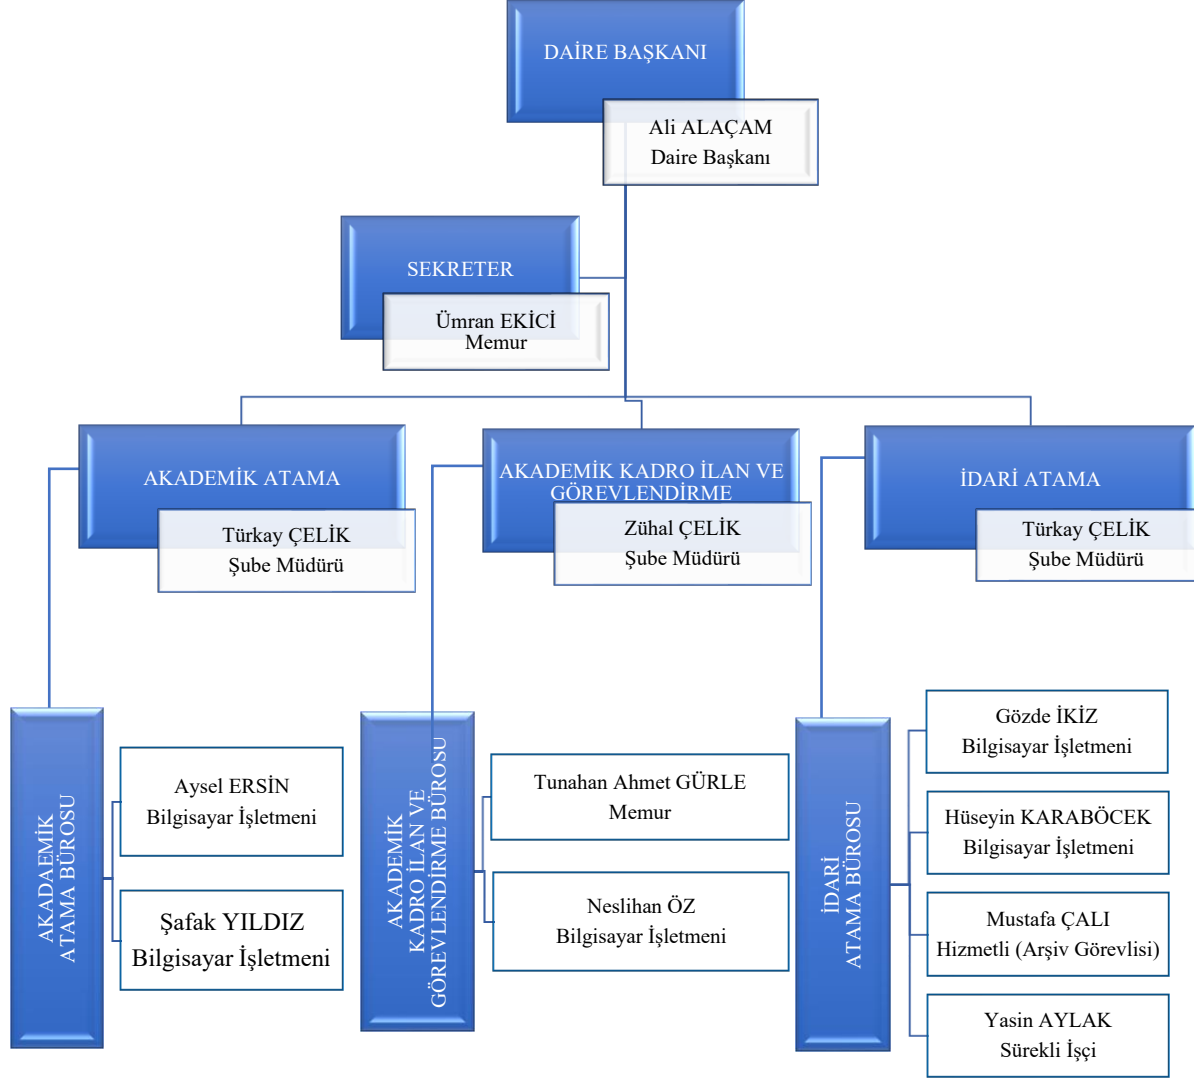 DAİRE BAŞKANI
Ali ALAÇAM
Daire Başkanı
SEKRETER
Ümran EKİCİ
Memur
AKADEMİK ATAMA
Türkay ÇELİK
Şube Müdürü
AKADEMİK KADRO İLAN VE
GÖREVLENDİRME
Zühal ÇELİK
Şube Müdürü
İDARİ ATAMA
Türkay ÇELİK
Şube Müdürü
AKADAEMİK
ATAMA BÜROSU
Aysel ERSİN
Bilgisayar İşletmeni
Şafak YILDIZ
Bilgisayar İşletmeni
AKADEMİK
KADRO İLAN VE
GÖREVLENDİRME BÜROSU
Tunahan Ahmet GÜRLE
Memur
Neslihan ÖZ
Bilgisayar İşletmeni
İDARİ
ATAMA BÜROSU
Gözde İKİZ
Bilgisayar İşletmeni
Hüseyin KARABÖCEK
Bilgisayar İşletmeni
Mustafa ÇALI
Hizmetli (Arşiv Görevlisi)
Yasin AYLAK
Sürekli İşçi